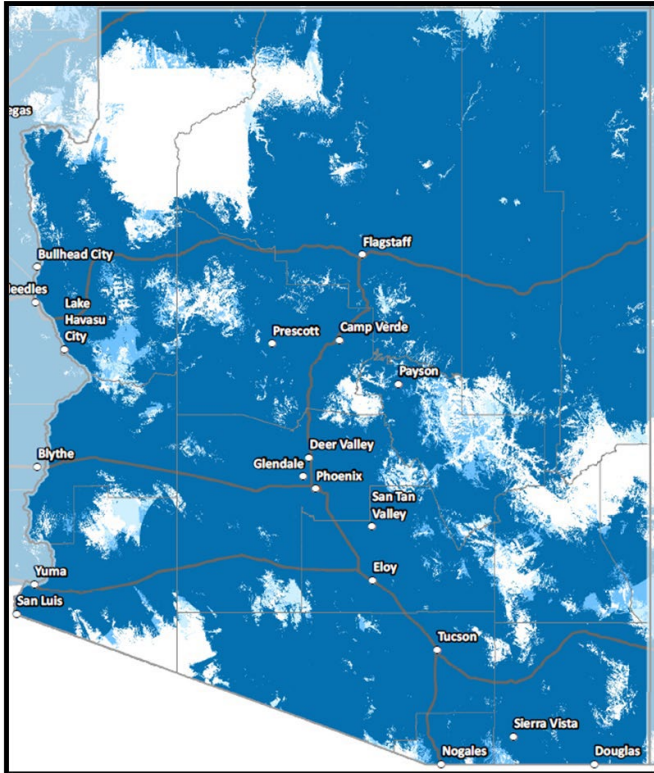 egas
Flagstaff
Bullhead City
Needles
Lake
Havasu
City
Prescott
Camp Verde
Payson
Deer Valley
Blythe
Glendale
Phoenix
San Tan
Valley
Yuma
Eloy
San Luis
Tucson
Sierra Vista
Nogales
Douglas